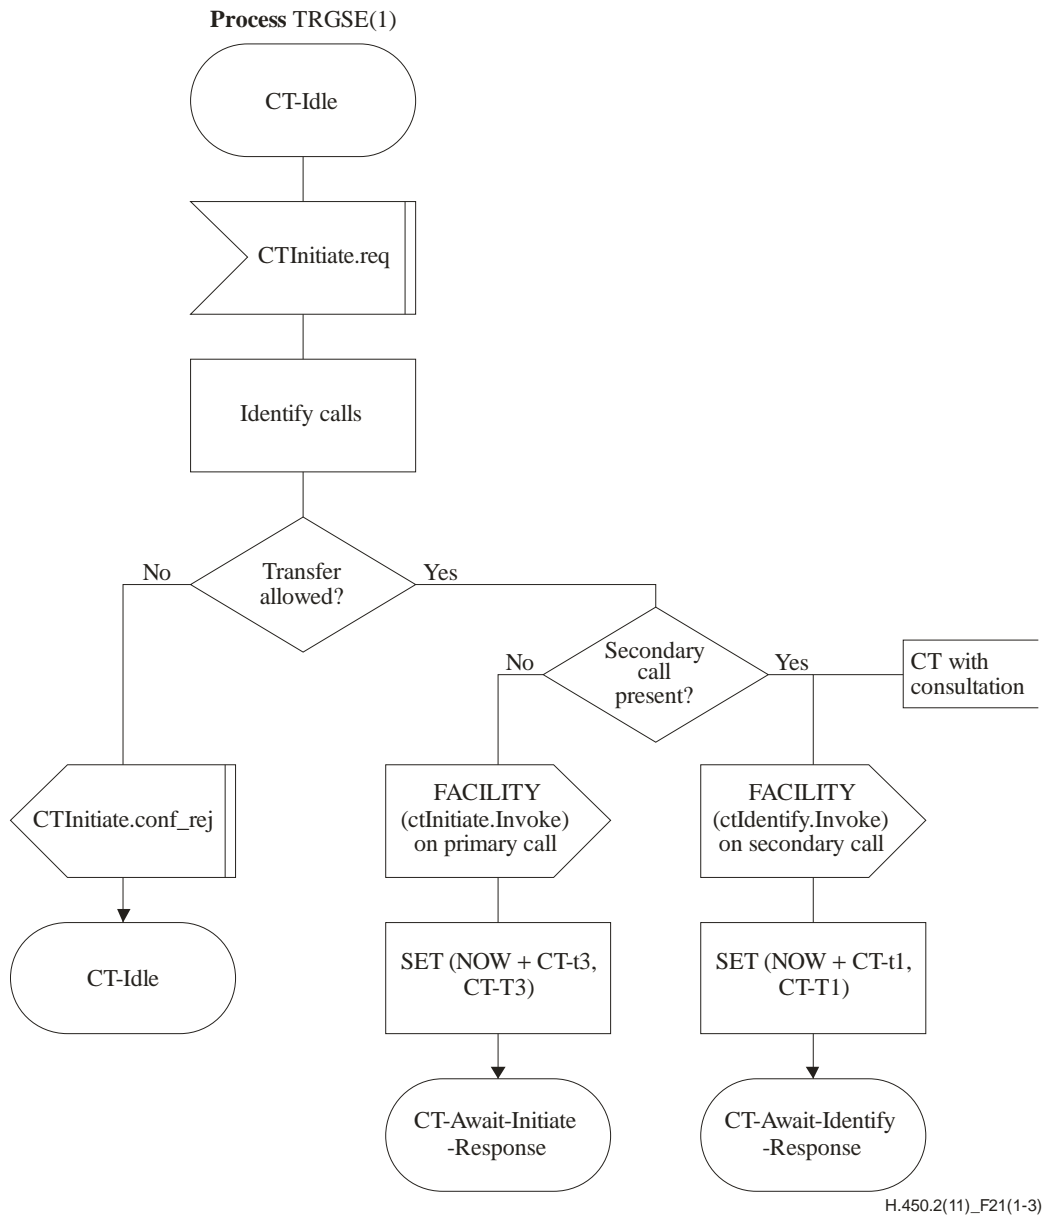 Process TRGSE(1)
CT-Idle
CTInitiate.req
Identify calls
Transfer
allowed?
No
Yes
Secondary
call
present?
No
Yes
CT with
consultation
CTInitiate.conf_rej
FACILITY
(ctInitiate.Invoke)
on primary call
FACILITY
(ctIdentify.Invoke)
on secondary call
CT-Idle
SET (NOW + CT-t3,
CT-T3)
SET (NOW + CT-t1,
CT-T1)
CT-Await-Initiate
-Response
CT-Await-Identify
-Response
H.450.2(11)_F21(1-3)